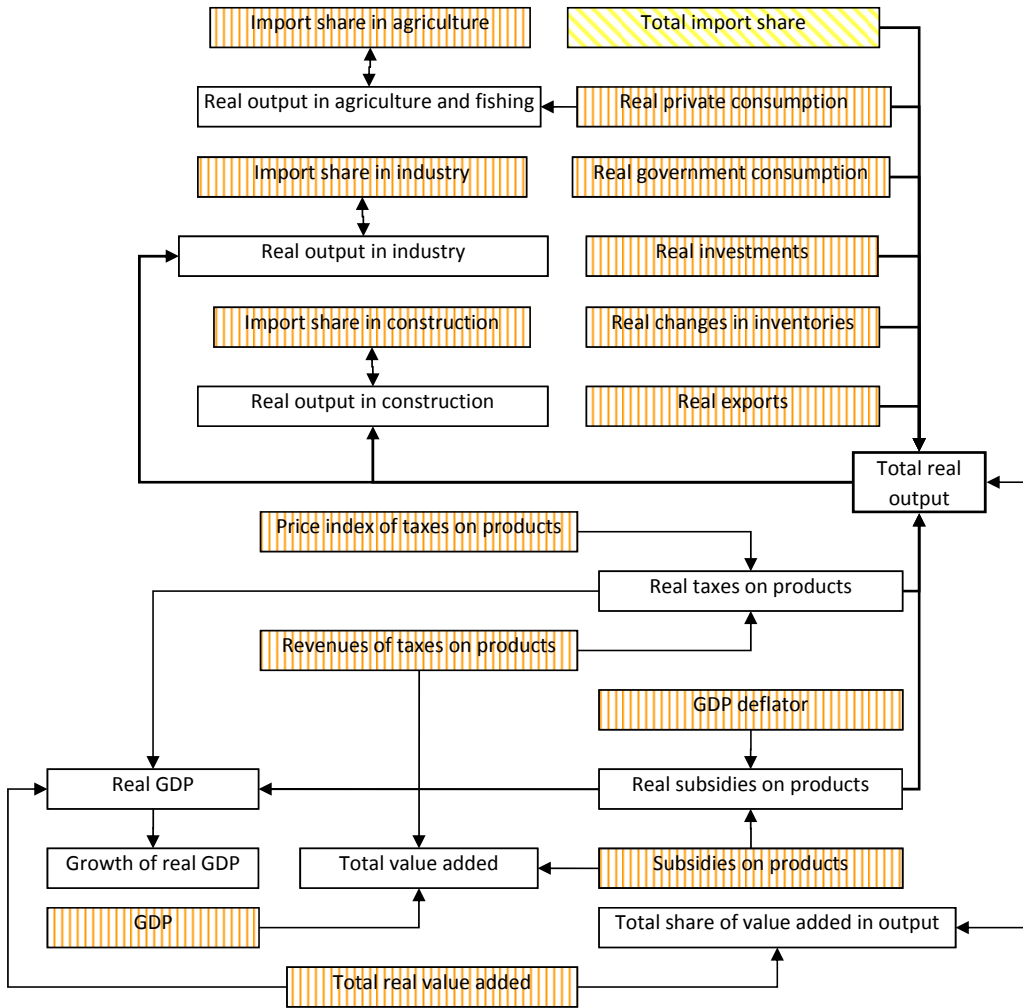 Import share in agriculture
Total import share
Real output in agriculture and fishing
Real private consumption
Import share in industry
Real government consumption
Real output in industry
Real investments
Import share in construction
Real changes in inventories
Real output in construction
Real exports
Total real
output
Price index of taxes on products
Real taxes on products
Revenues of taxes on products
GDP deflator
Real GDP
Real subsidies on products
Growth of real GDP
Total value added
Subsidies on products
GDP
Total share of value added in output
Total real value added